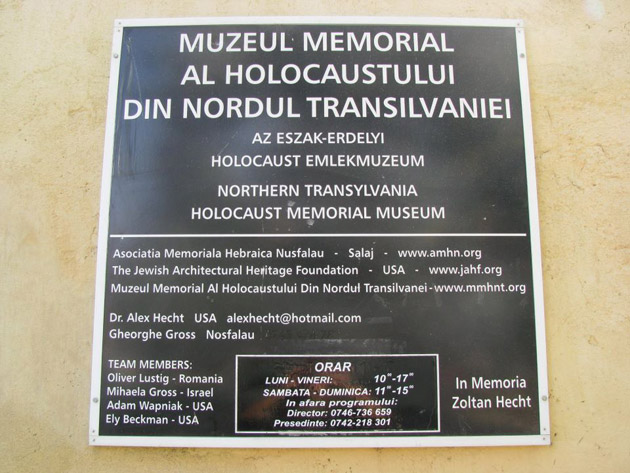 MUZEUL MEMORIAL
AL HOLOCAUSTULUI
DIN NORDUL TRANSILVANIEI
AZ ESZAK-ERDELYI
HOLOCAUST EMLEKMUZEUM
NORTHERN TRANSYLVANIA
HOLOCAUST MEMORIAL MUSEUM
Asociatia Memoriala Hebraica Nusfalau - Salaj - www.amhn.org
The Jewish Architectural Heritage Foundation - USA - www.jahf.org
Muzeul Memorial Al Holocaustului Din Nordul Transilvanei - www.mmhnt.org
Dr. Alex Hecht USA alexhecht@hotmail.com
Gheorghe Gross Nosfalau
TEAM MEMBERS:
Oliver Lustig - Romania
Mihaela Gross - Israel
Adam Wapniak - USA
Ely Beckman - USA
ORAR
LUNI - VINERI: 10°°-17°°
SAMBATA - DUMINICA: 11°°-15°°
In afara programului:
Director: 0746-736 659
Presedinte: 0742-218 301
In Memoria
Zoltan Hecht